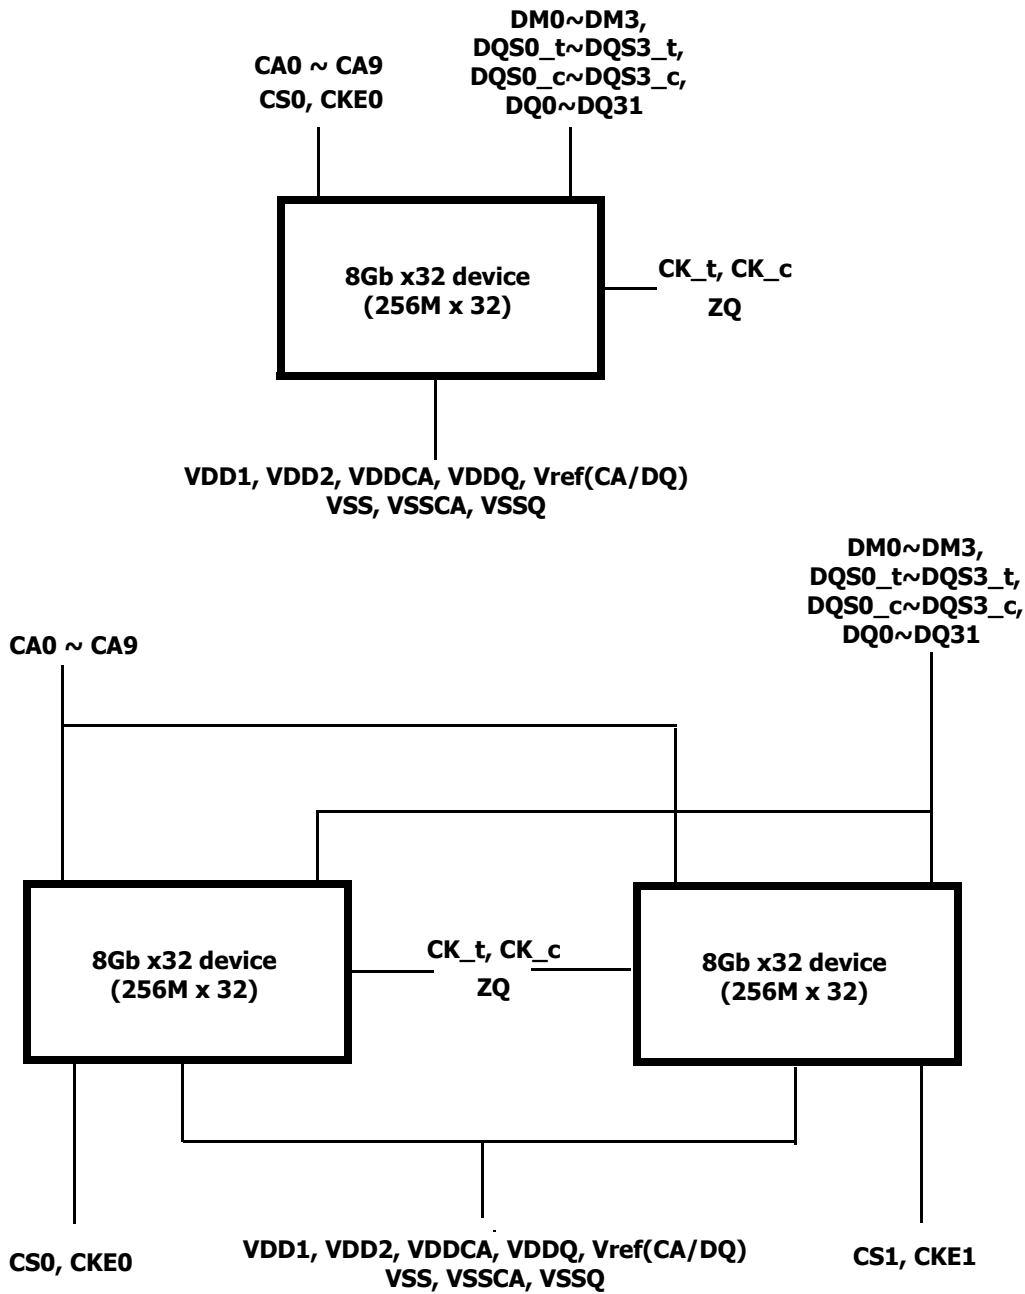 DM0~DM3,
DQS0_t~DQS3_t,
DQS0_c~DQS3_c,
DQ0~DQ31
CA0 ~ CA9
CS0, CKE0
8Gb x32 device
(256M x 32)
CK_t, CK_c
ZQ
VDD1, VDD2, VDDCA, VDDQ, Vref(CA/DQ)
VSS, VSSCA, VSSQ
DM0~DM3,
DQS0_t~DQS3_t,
DQS0_c~DQS3_c,
DQ0~DQ31
CA0 ~ CA9
8Gb x32 device
(256M x 32)
CK_t, CK_c
ZQ
8Gb x32 device
(256M x 32)
CS0, CKE0
VDD1, VDD2, VDDCA, VDDQ, Vref(CA/DQ)
VSS, VSSCA, VSSQ
CS1, CKE1